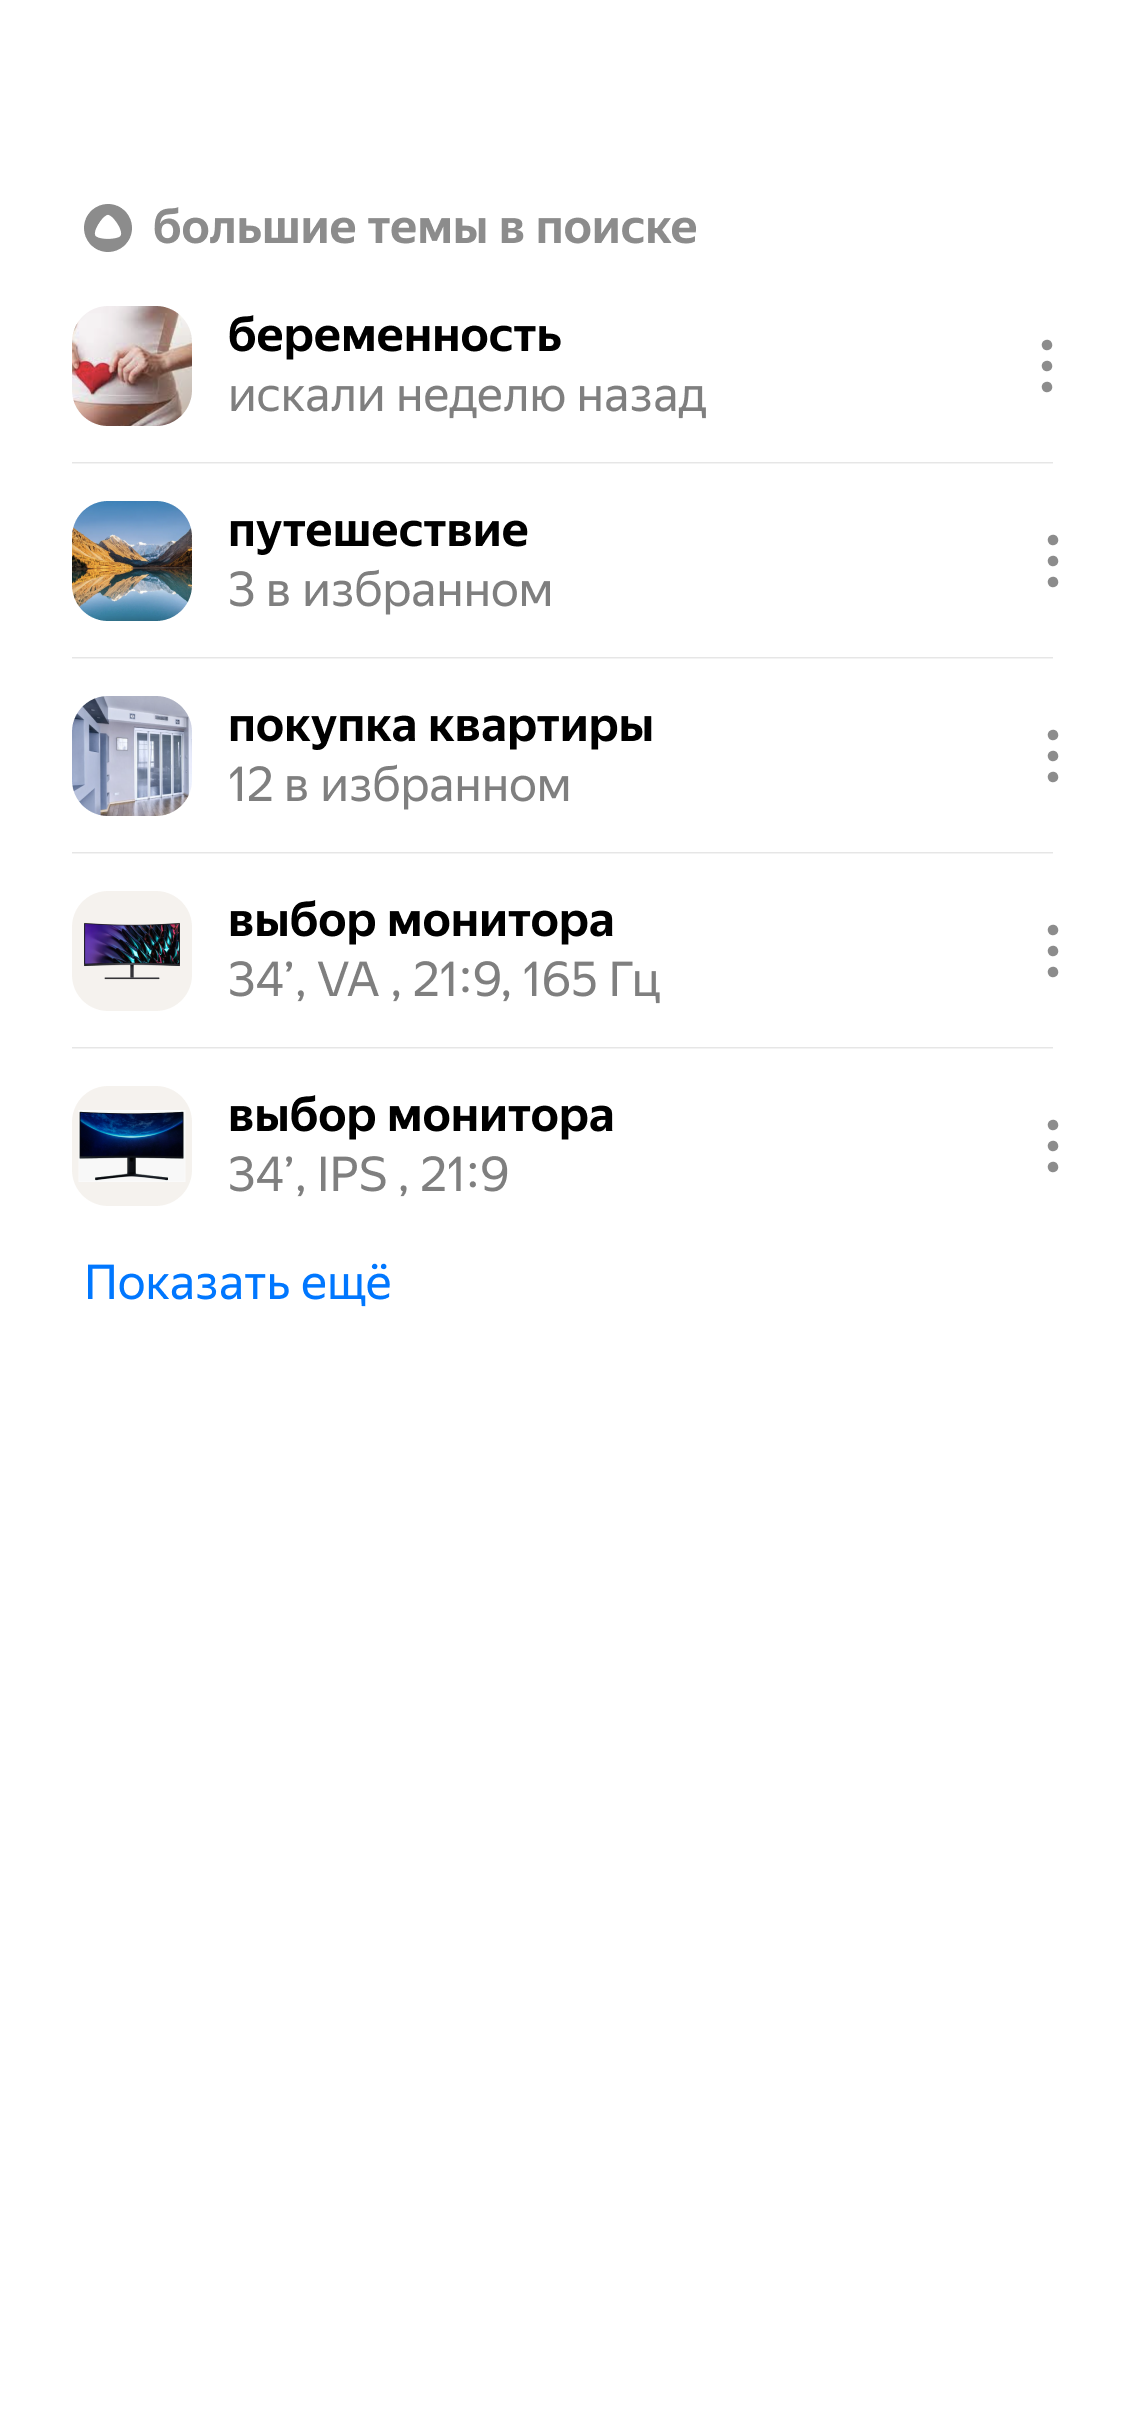 большие темы в поиске
беременность
искали неделю назад
путешествие
3 в избранном
покупка квартиры
12 в избранном
выбор монитора
34’, VA , 21:9, 165 Гц
выбор монитора
34’, IPS , 21:9
Показать ещё